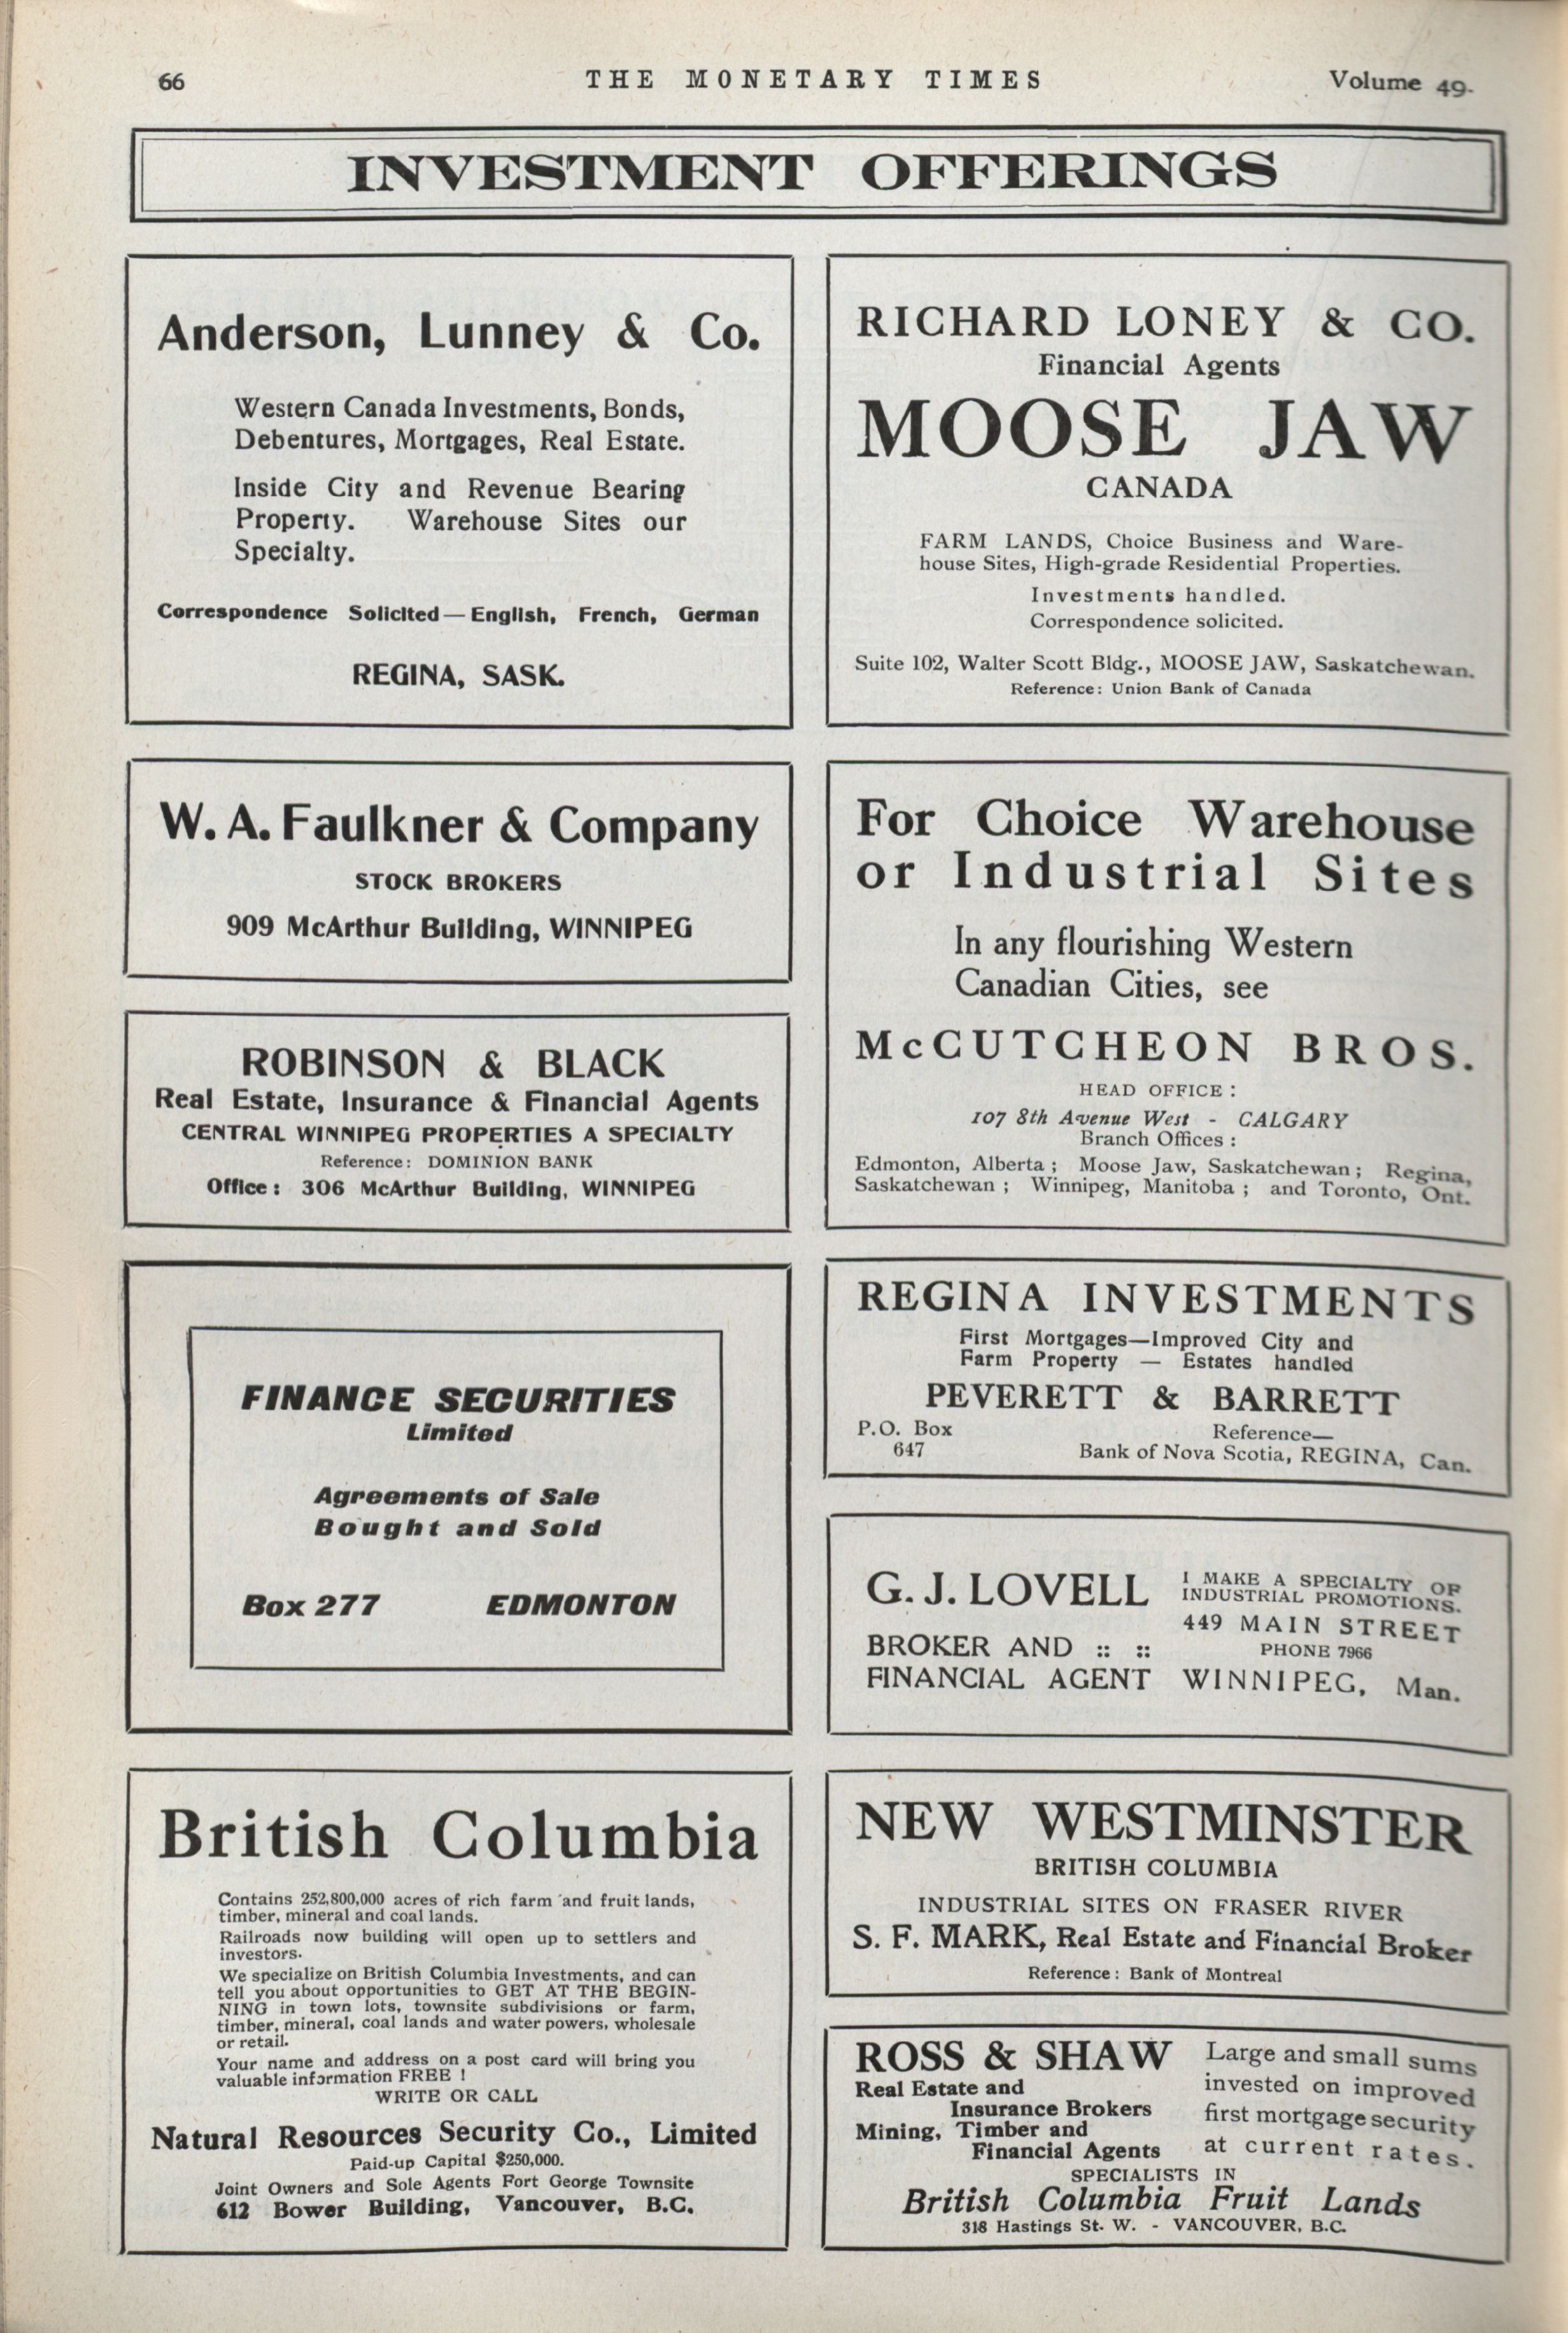 66
THE MONETARY TIMES
Volume 49.
INVESTMENT OFFERINGS
Anderson, Lunney & Co.
Western Canada Investments, Bonds,
Debentures, Mortgages, Real Estate.
Inside City and Revenue Bearing
Property. Warehouse Sites our
Specialty.
Correspondence Solicited—English, French, German
REGINA, SASK.
W. A. Faulkner & Company
STOCK BROKERS
909 McArthur Building, WINNIPEG
ROBINSON & BLACK
Real Estate, Insurance & Financial Agents
CENTRAL WINNIPEG PROPERTIES A SPECIALTY
Reference: DOMINION BANK
Office: 306 McArthur Building, WINNIPEG
FINANCE SECURITIES
Limited
Agreements of Sale
Bought and Sold
Box 277 EDMONTON
British Columbia
Contains 252,800,000 acres of rich farm and fruit lands,
timber, mineral and coal lands.
Railroads now building will open up to settlers and
investors.
We specialize on British Columbia Investments, and can
tell you about opportunities to GET AT THE BEGIN-
NING in town lots, townsite subdivisions or farm,
timber, mineral, coal lands and water powers, wholesale
or retail.
Your name and address on a post card will bring you
valuable information FREE !
WRITE OR CALL
Natural Resources Security Co., Limited
Paid-up Capital $250,000.
Joint Owners and Sole Agents Fort George Townsite
612 Bower Building, Vancouver, B.C.
RICHARD LONEY & CO.
Financial Agents
MOOSE JAW
CANADA
FARM LANDS, Choice Business and Ware-
house Sites, High-grade Residential Properties.
Investments handled.
Correspondence solicited.
Suite 102, Walter Scott Bldg., MOOSE JAW, Saskatchewan.
Reference: Union Bank of Canada
For Choice Warehouse
or Industrial Sites
In any flourishing Western
Canadian Cities, see
McCUTCHEON BROS.
HEAD OFFICE :
107 8th Avenue West - CALGARY
Branch Offices :
Edmonton, Alberta ; Moose Jaw, Saskatchewan ; Regina,
Saskatchewan ; Winnipeg, Manitoba ; and Toronto, Ont.
REGINA INVESTMENTS
First Mortgages—Improved City and
Farm Property — Estates handled
PEVERETT & BARRETT
P.O. Box
647
Reference—
Bank of Nova Scotia, REGINA, Can.
G. J. LOVELL
BROKER AND :: ::
FINANCIAL AGENT
I MAKE A SPECIALTY OF
INDUSTRIAL PROMOTIONS.
449 MAIN STREET
PHONE 7966
WINNIPEG, Man.
NEW WESTMINSTER
BRITISH COLUMBIA
INDUSTRIAL SITES ON FRASER RIVER
S. F. MARK, Real Estate and Financial Broker
Reference : Bank of Montreal
ROSS & SHAW
Real Estate and
Insurance Brokers
Mining, Timber and
Financial Agents
Large and small sums
invested on improved
first mortgage security
at current rates.
SPECIALISTS IN
British Columbia Fruit Lands
318 Hastings St. W. - VANCOUVER, B.C.